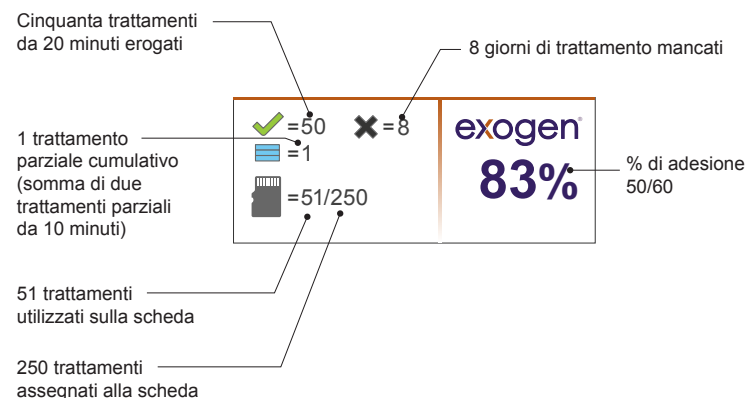 Cinquanta trattamenti
da 20 minuti erogati
8 giorni di trattamento mancati
=50
=8
=1
exogen®
83%
1 trattamento
parziale cumulativo
(somma di due
trattamenti parziali
da 10 minuti)
=51/250
% di adesione
50/60
51 trattamenti
utilizzati sulla scheda
250 trattamenti
assegnati alla scheda